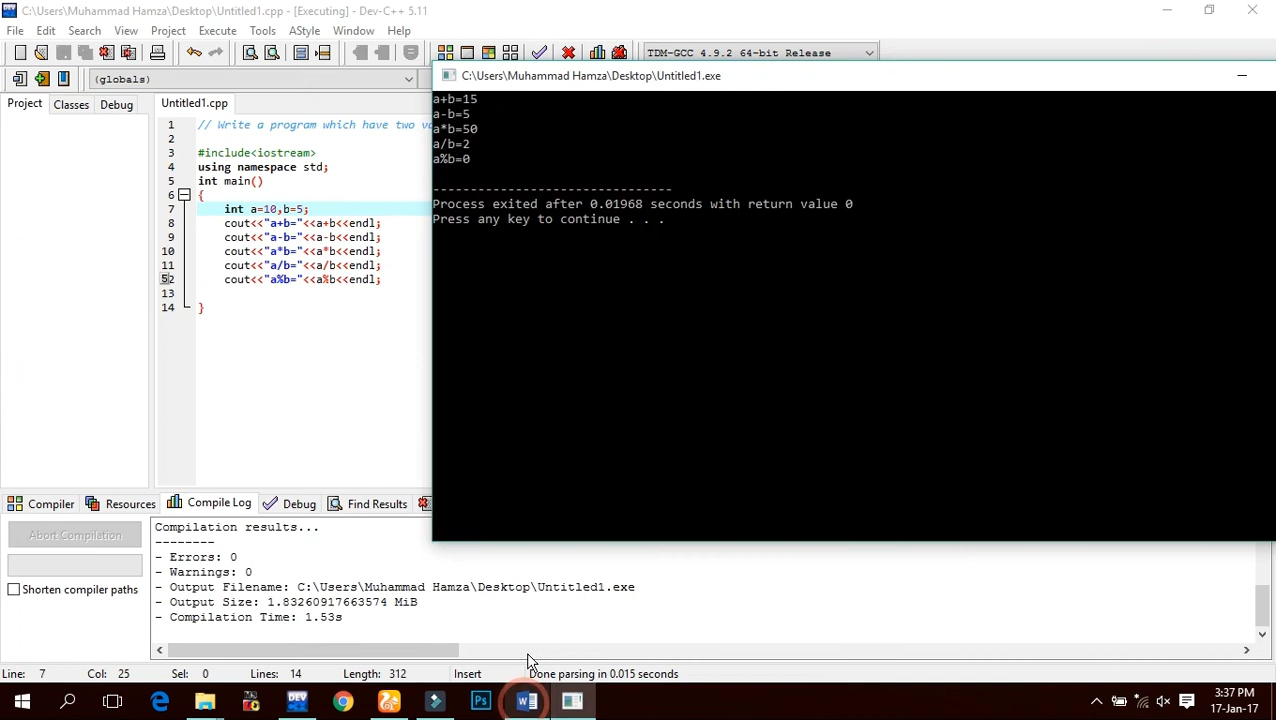 C:\Users\Muhammad Hamza\Desktop\Untitled1.cpp - [Executing] - Dev-C++ 5.11
File Edit Search View Project Execute Tools AStyle Window Help
TDM-GCC 4.9.2 64-bit Release
(globals)
C:\Users\Muhammad Hamza\Desktop\Untitled1.exe
Project Classes Debug
Untitled1.cpp
1 // Write a program which have two va
2
3 #include<iostream>
4 using namespace std;
5 int main()
6 {
7 int a=10,b=5;
8 cout<<"a+b="<<a+b<<endl;
9 cout<<"a-b="<<a-b<<endl;
10 cout<<"a*b="<<a*b<<endl;
11 cout<<"a/b="<<a/b<<endl;
52 cout<<"a%b="<<a%b<<endl;
13
14 }
a+b=15
a-b=5
a*b=50
a/b=2
a%b=0
--------------------------------
Process exited after 0.01968 seconds with return value 0
Press any key to continue . . .
Compiler Resources Compile Log Debug Find Results
Abort Compilation
Shorten compiler paths
Compilation results...
--------
- Errors: 0
- Warnings: 0
- Output Filename: C:\Users\Muhammad Hamza\Desktop\Untitled1.exe
- Output Size: 1.83260917663574 MiB
- Compilation Time: 1.53s
Line: 7 Col: 25 Sel: 0 Lines: 14 Length: 312 Insert Done parsing in 0.015 seconds
DEV
Ps
W
3:37 PM
17-Jan-17